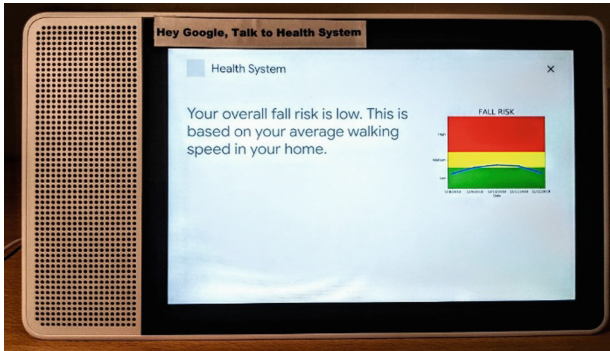 Hey Google, Talk to Health System
Health System
×
Your overall fall risk is low. This is
based on your average walking
speed in your home.
FALL RISK
High
Medium
Low
Date